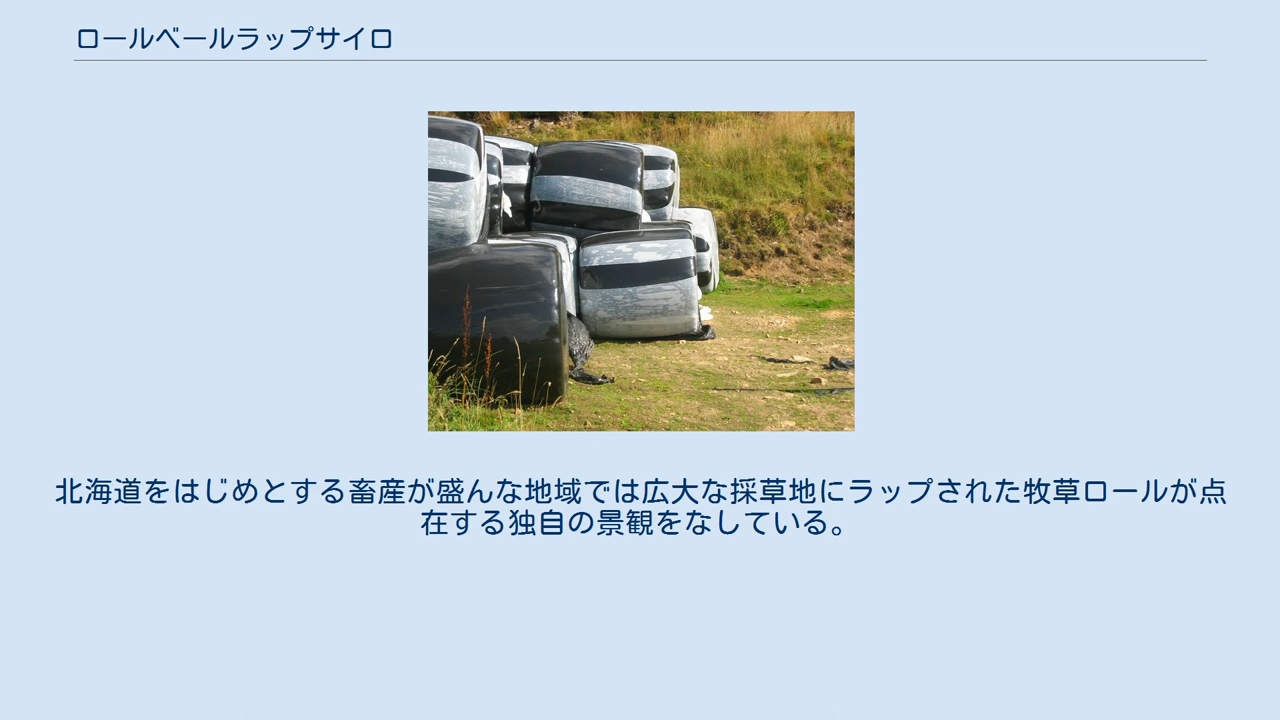 ロールベールラップサイロ
北海道をはじめとする畜産が盛んな地域では広大な採草地にラップされた牧草ロールが点
在する独自の景観をなしている。